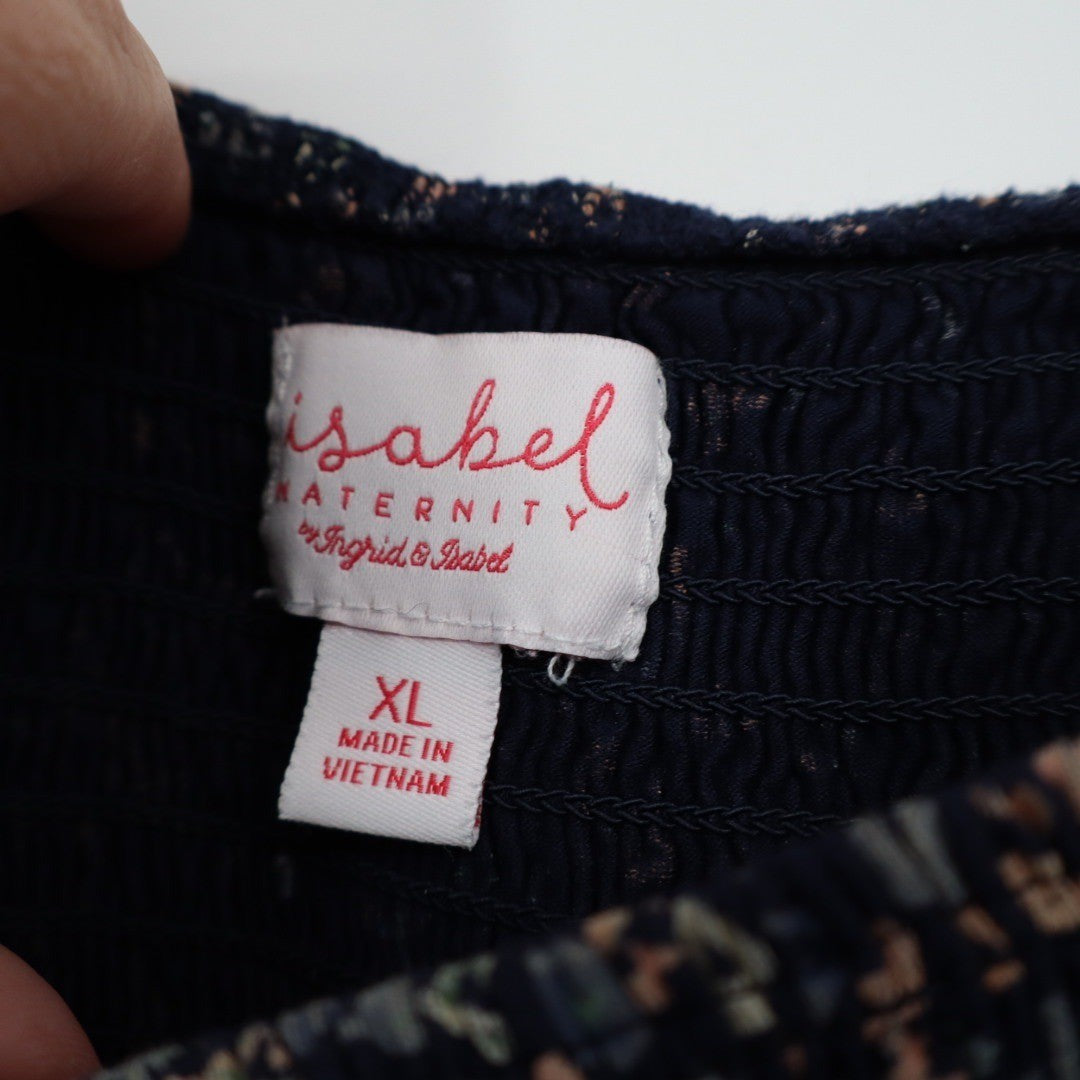 isabel
MATERNITY
by Ingrid & Isabel
XL
MADE IN
VIETNAM